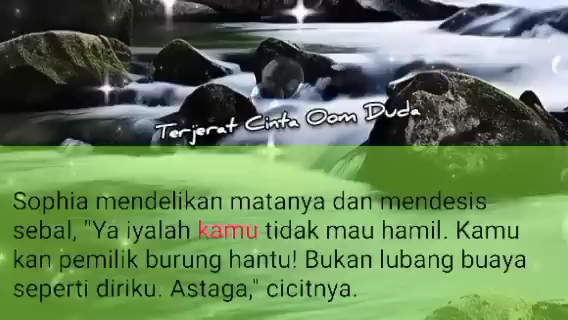 Terjerat Cinta Oom Duda
Sophia mendelikan matanya dan mendesis
sebal, "Ya iyalah kamu tidak mau hamil. Kamu
kan pemilik burung hantu! Bukan lubang buaya
seperti diriku. Astaga," cicitnya.